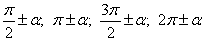 π/2 ± α; π ± α; 3π/2 ± α; 2π ± α